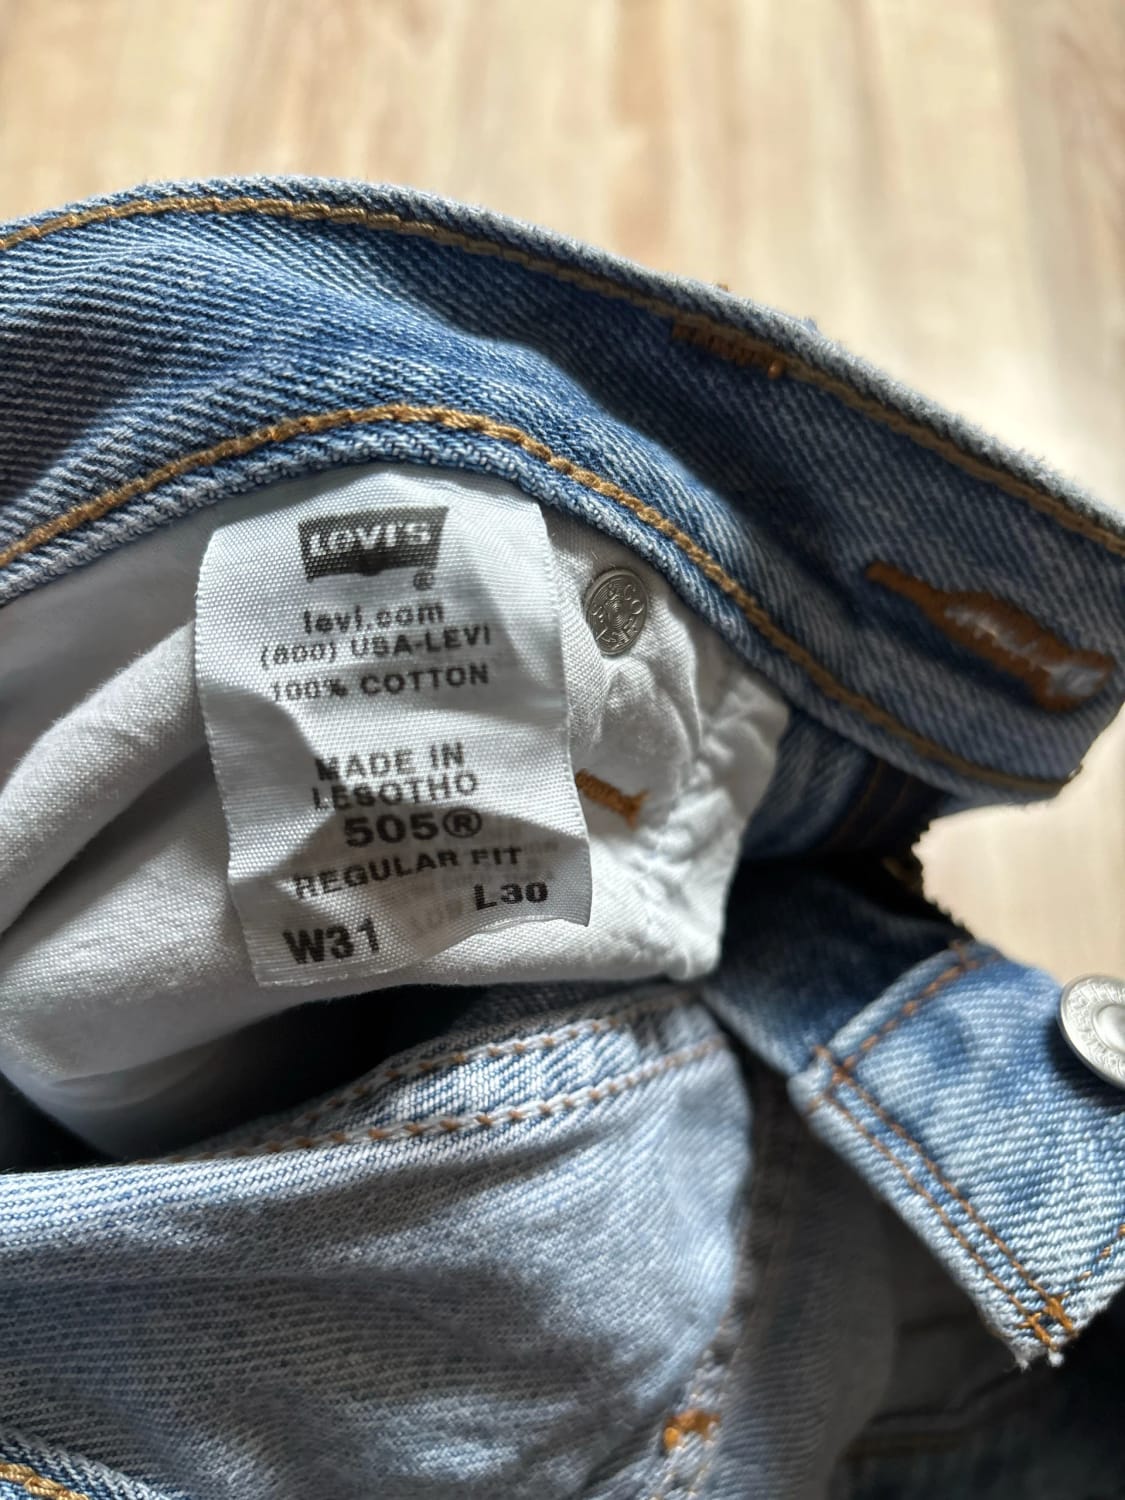 Levi's
®
levi.com
(800) USA-LEVI
100% COTTON
MADE IN
LESOTHO
505®
REGULAR FIT
W31 L30